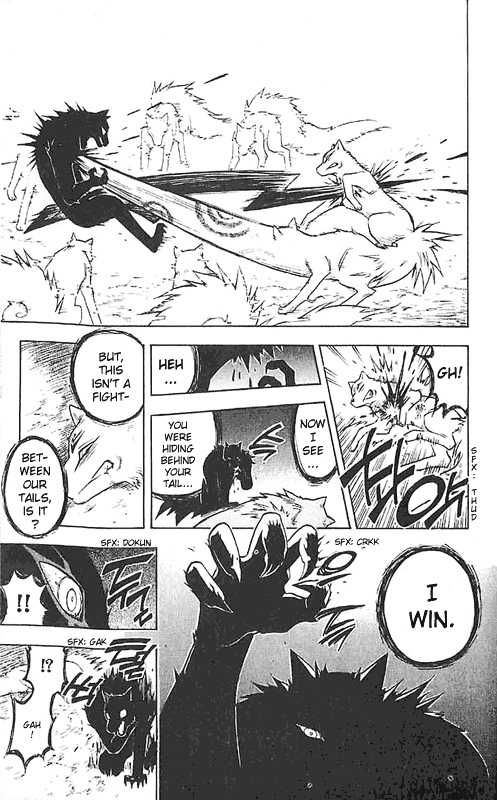 GH!
SFX: THUD
HEH
...
NOW
I
SEE
...
YOU
WERE
HIDING
BEHIND
YOUR
TAIL...
BUT,
THIS
ISN'T A
FIGHT-
BET-
WEEN
OUR
TAILS,
IS IT
?
SFX: CRKK
I
WIN.
SFX: DOKUN
!!
SFX: GAK
!?
GAH
!